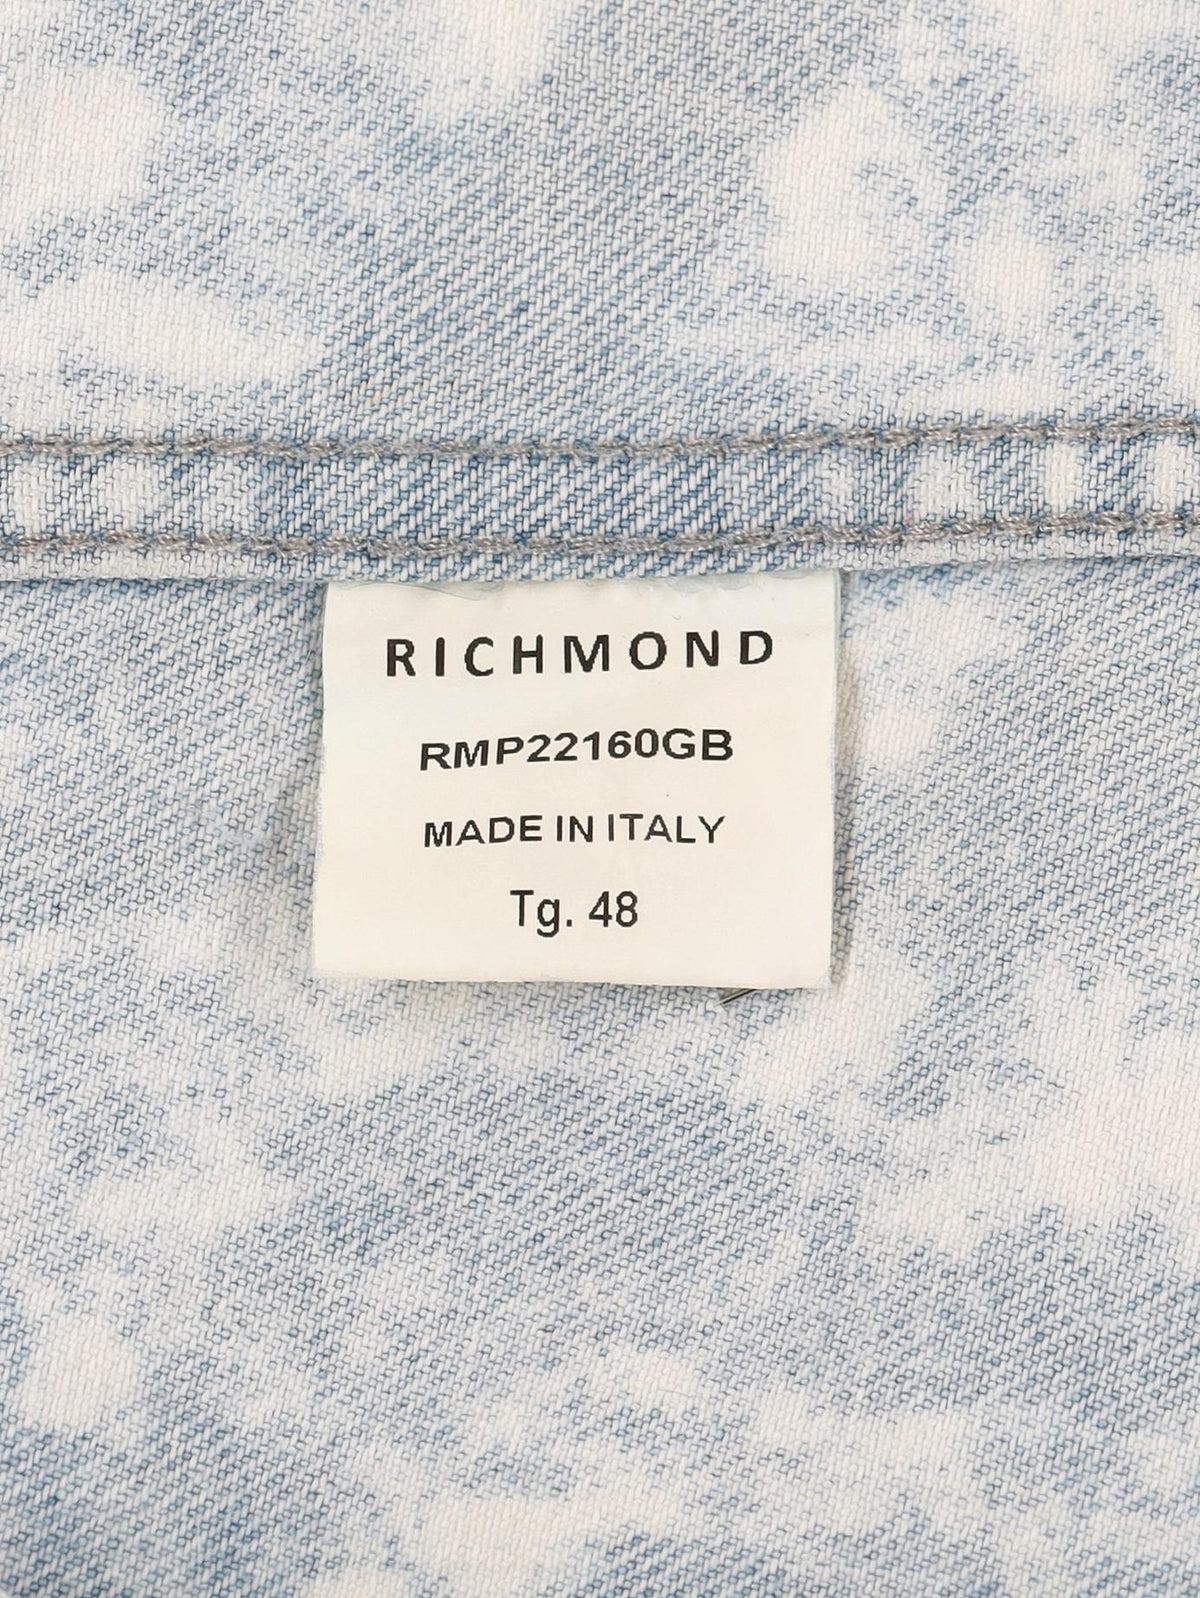 RICHMOND
RMP22160GB
MADE IN ITALY
Tg. 48